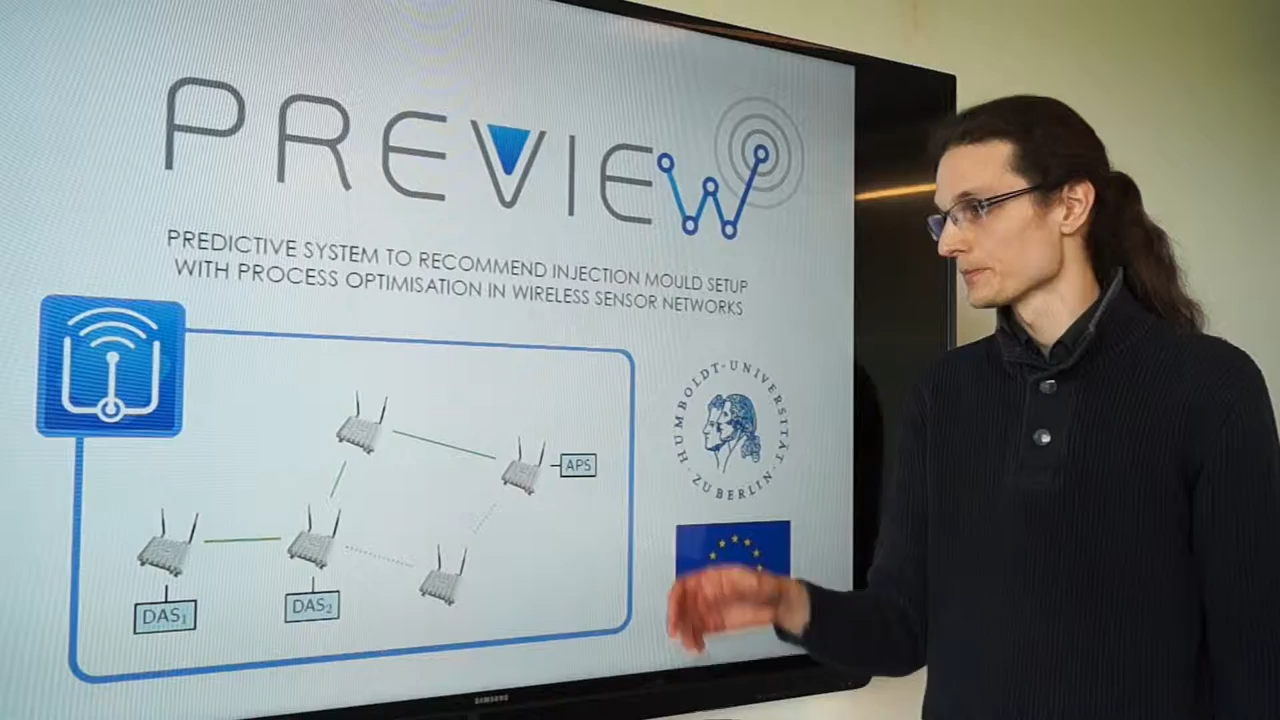 PREVIEW
PREDICTIVE SYSTEM TO RECOMMEND INJECTION MOULD SETUP
WITH PROCESS OPTIMISATION IN WIRELESS SENSOR NETWORKS
APS
DAS₁
DAS₂
HUMBOLDT-UNIVERSITÄT
ZU BERLIN
SAMSUNG